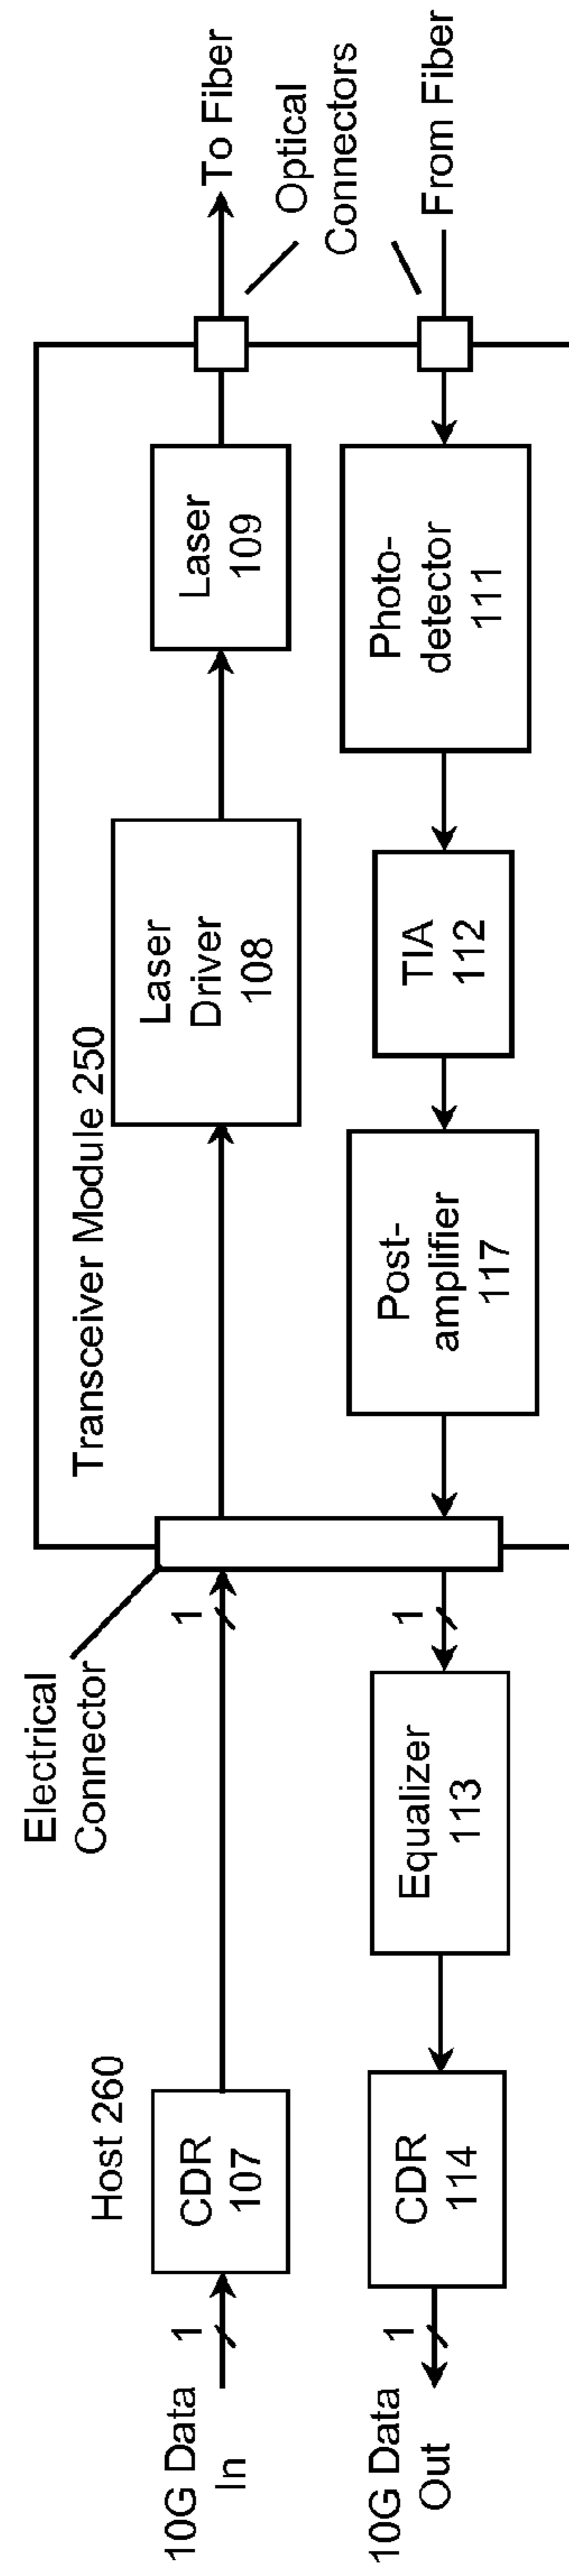 Host 260
Electrical
Connector
Transceiver Module 250
10G Data
In
1
CDR
107
1
Laser
Driver
108
Laser
109
To Fiber
Optical
Connectors
10G Data
Out
1
CDR
114
Equalizer
113
1
Post-
amplifier
117
TIA
112
Photo-
detector
111
From Fiber